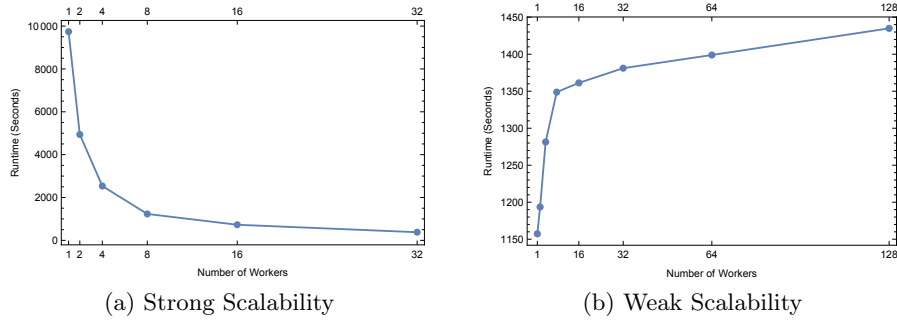 1 2 4 8 16 32
10000
8000
6000
4000
2000
0
Runtime (Seconds)
1 2 4 8 16 32
Number of Workers
(a) Strong Scalability
1 16 32 64 128
1450
1400
1350
1300
1250
1200
1150
Runtime (Seconds)
1 16 32 64 128
Number of Workers
(b) Weak Scalability